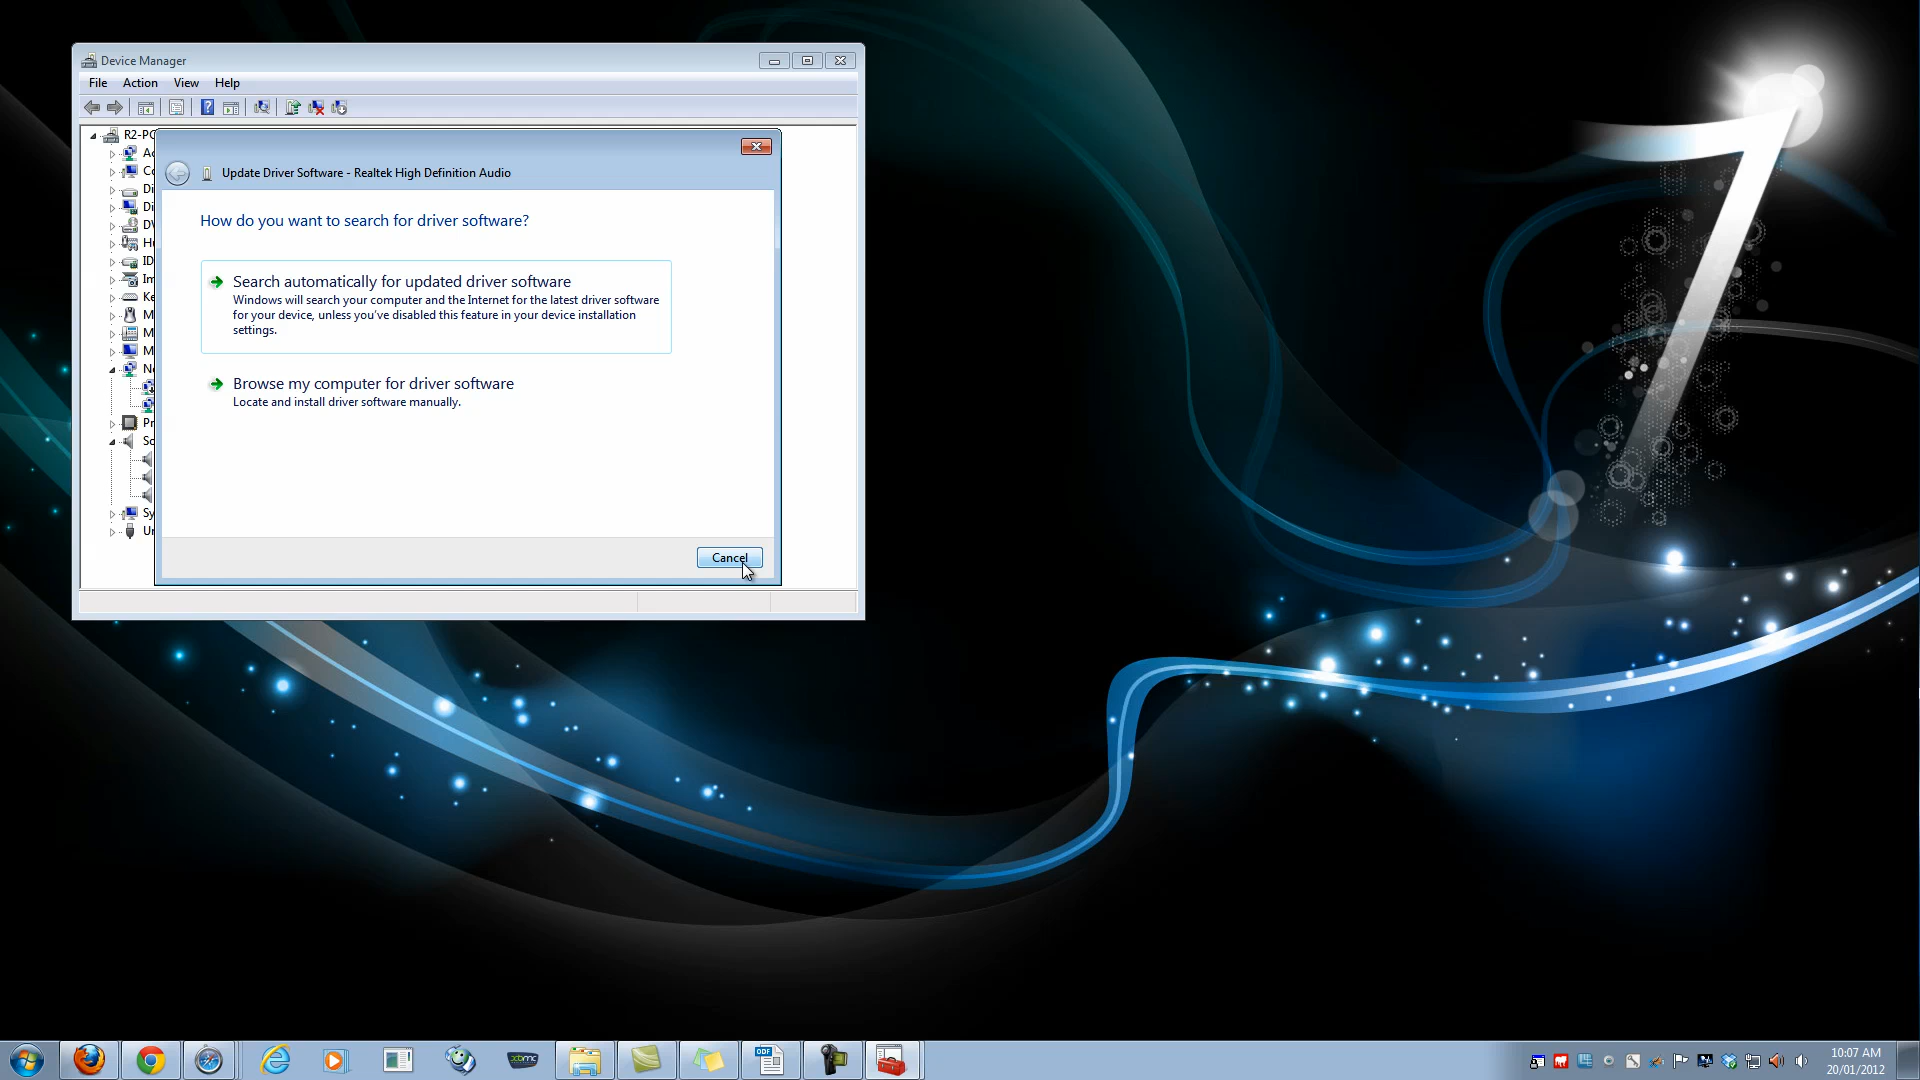 Device Manager
File Action View Help
R2-PC
Update Driver Software - Realtek High Definition Audio
How do you want to search for driver software?
Search automatically for updated driver software
Windows will search your computer and the Internet for the latest driver software
for your device, unless you've disabled this feature in your device installation
settings.
Browse my computer for driver software
Locate and install driver software manually.
Cancel
7
xbmc
ODF
10:07 AM
20/01/2012